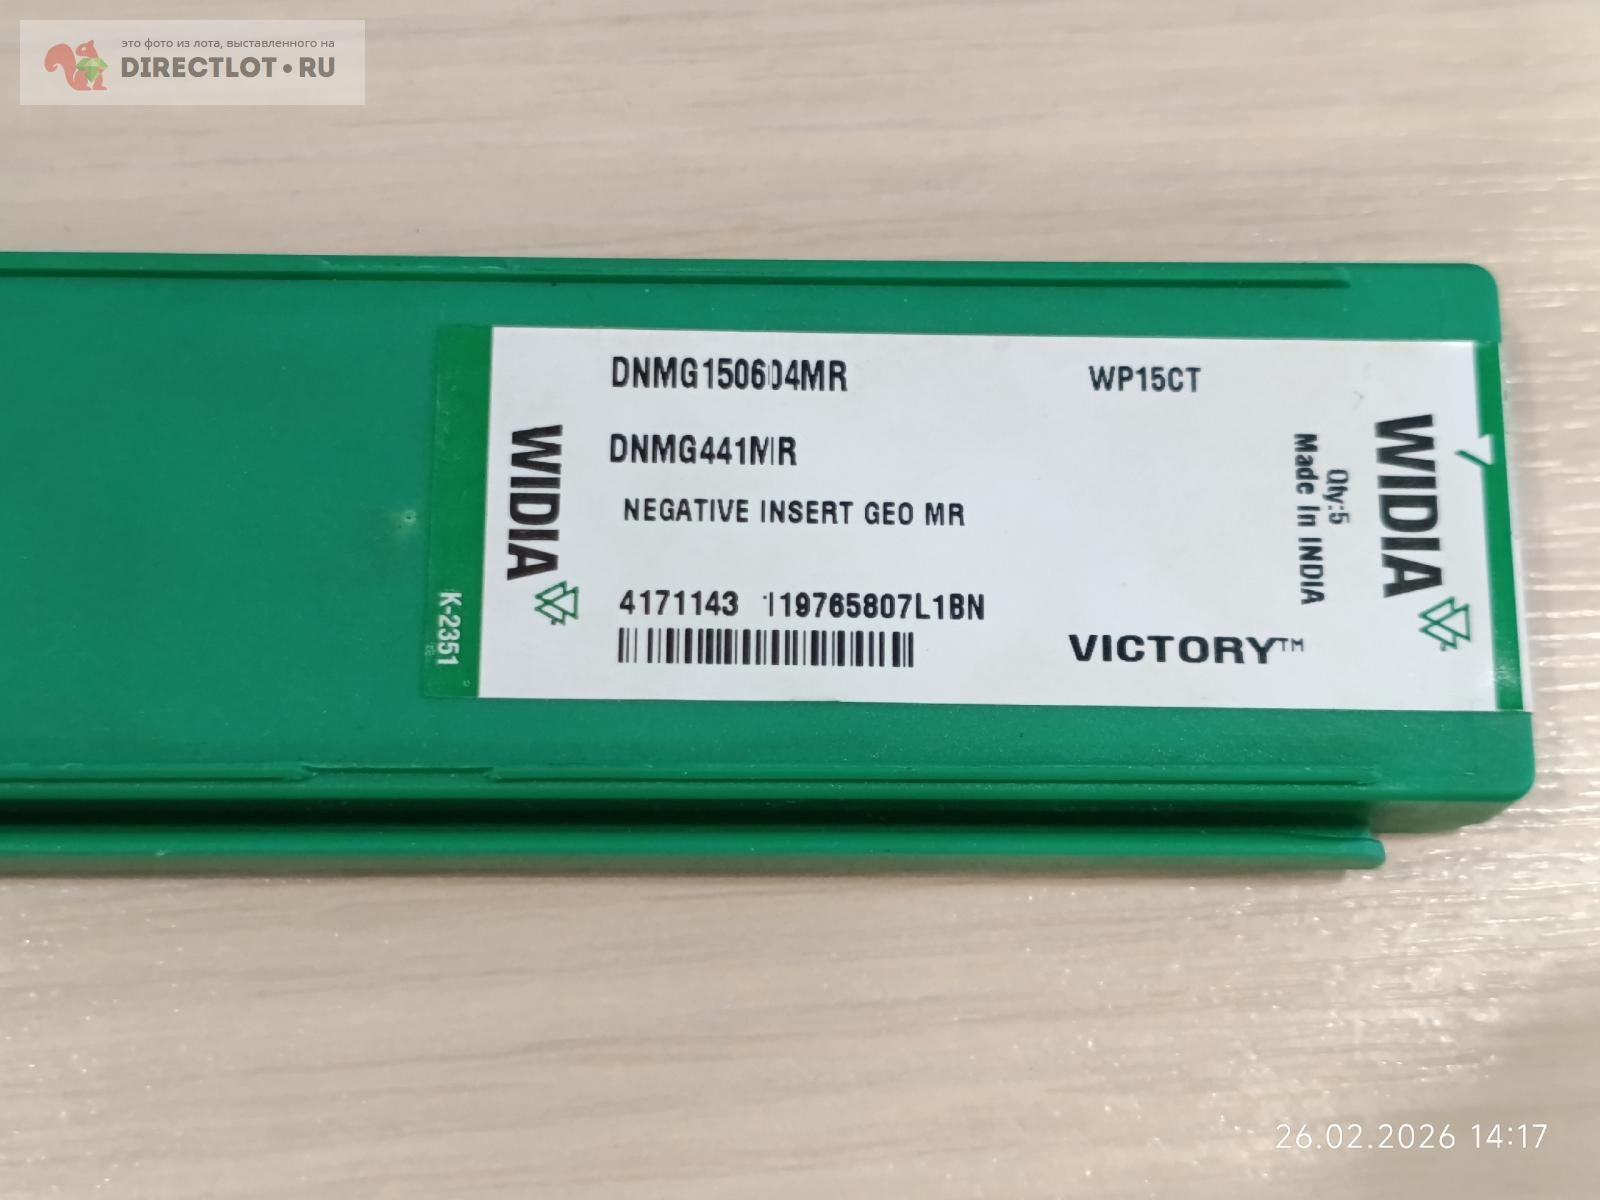 это фото из лота, выставленного на
DIRECTLOT•RU
DNMG150604MR
WP15CT
DNMG441MR
NEGATIVE INSERT GEO MR
4171143 119765807L1BN
VICTORY™
WIDIA
K-2351
Qty:5
Made In INDIA
WIDIA
26.02.2026 14:17